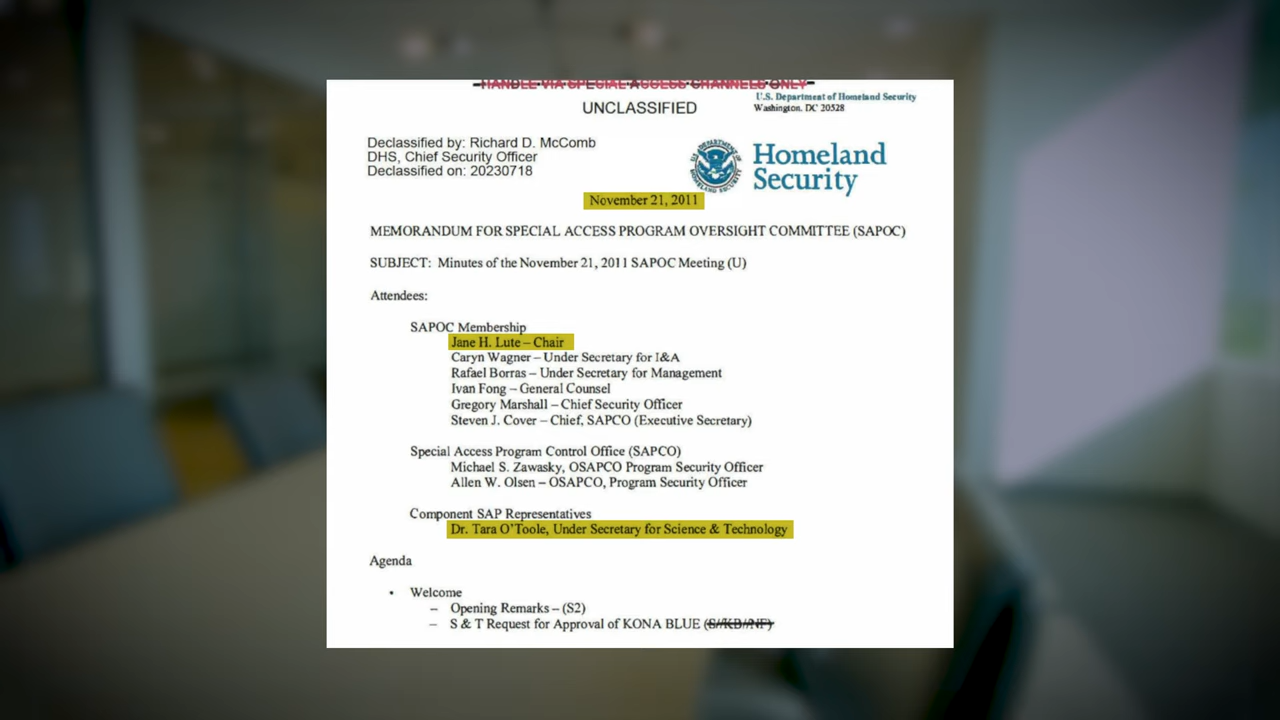 HANDLE VIA SPECIAL ACCESS CHANNELS ONLY
UNCLASSIFIED
U.S. Department of Homeland Security
Washington, DC 20528
Declassified by: Richard D. McComb
DHS, Chief Security Officer
Declassified on: 20230718
Homeland
Security
November 21, 2011
MEMORANDUM FOR SPECIAL ACCESS PROGRAM OVERSIGHT COMMITTEE (SAPOC)
SUBJECT: Minutes of the November 21, 2011 SAPOC Meeting (U)
Attendees:
SAPOC Membership
Jane H. Lute – Chair
Caryn Wagner – Under Secretary for I&A
Rafael Borras – Under Secretary for Management
Ivan Fong – General Counsel
Gregory Marshall – Chief Security Officer
Steven J. Cover – Chief, SAPCO (Executive Secretary)
Special Access Program Control Office (SAPCO)
Michael S. Zawasky, OSAPCO Program Security Officer
Allen W. Olsen – OSAPCO, Program Security Officer
Component SAP Representatives
Dr. Tara O'Toole, Under Secretary for Science & Technology
Agenda
• Welcome
– Opening Remarks – (S2)
– S & T Request for Approval of KONA BLUE (S//KB//NF)